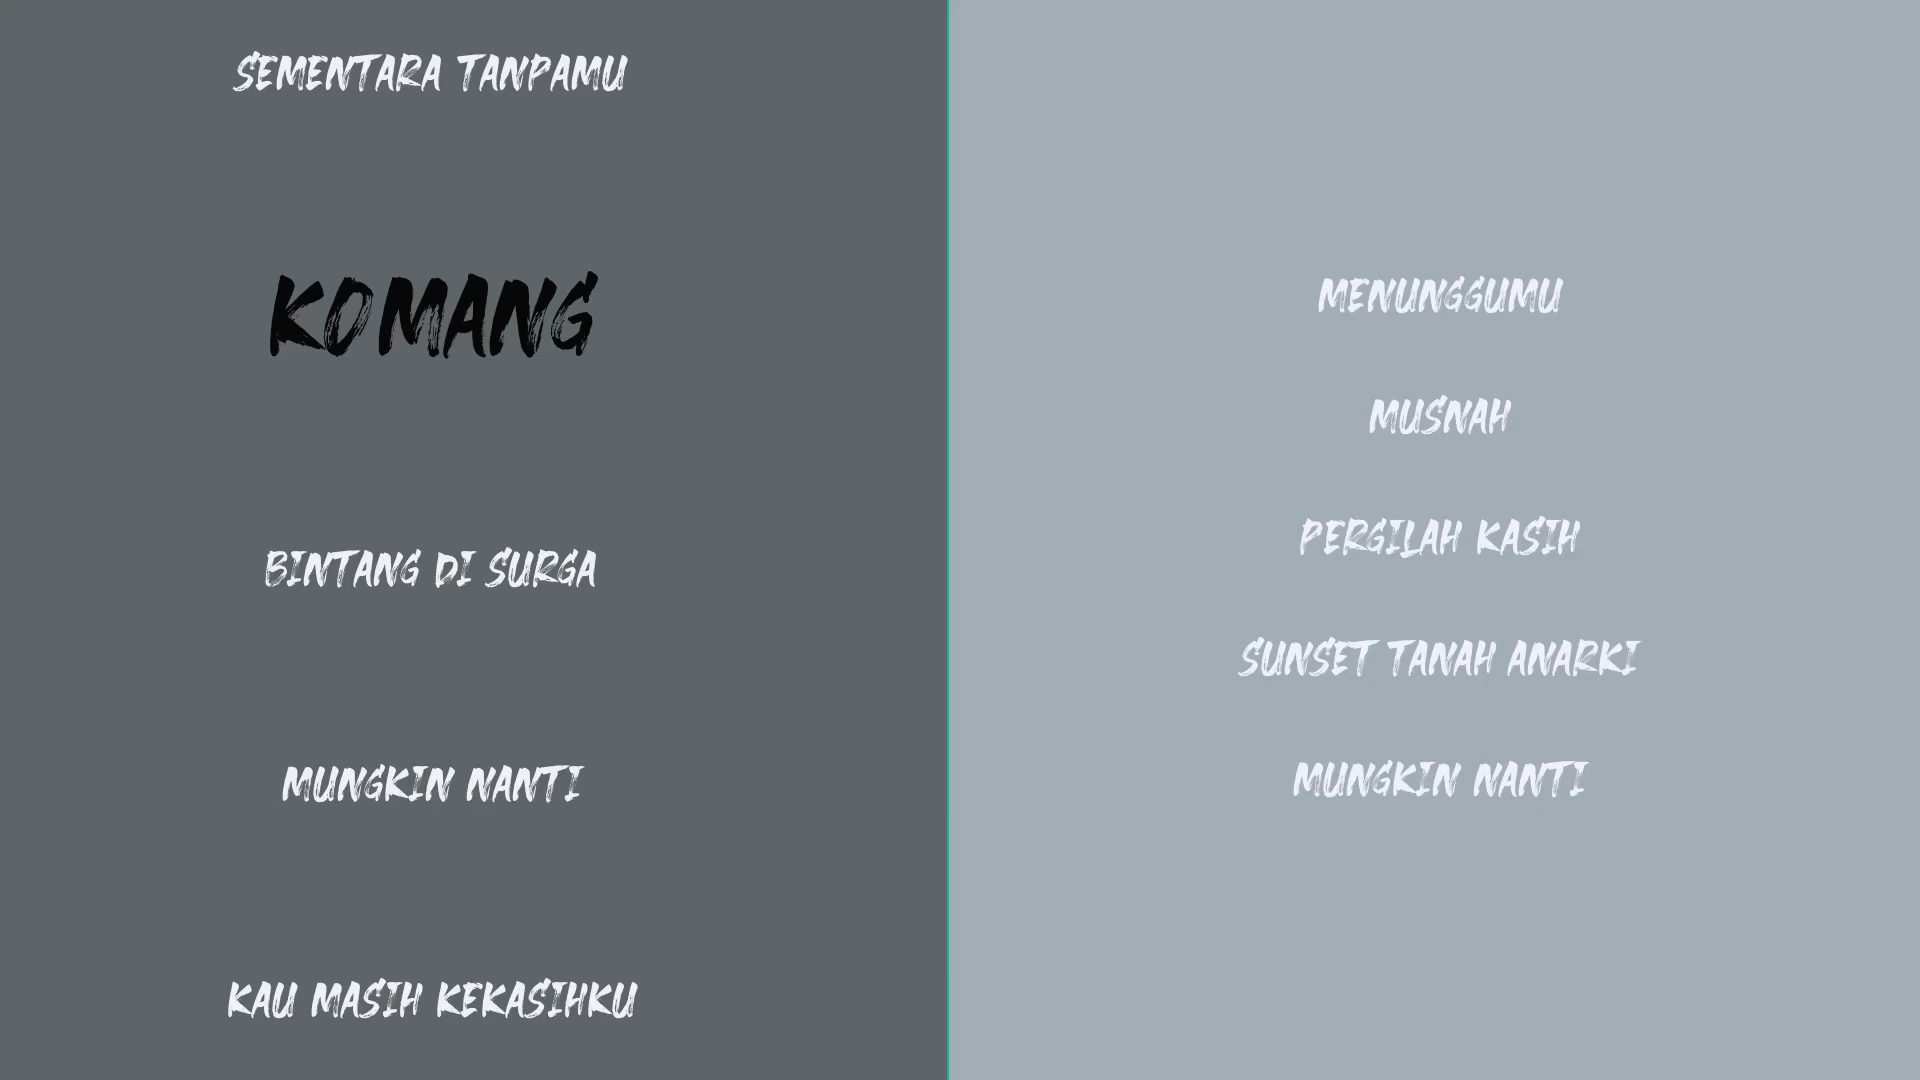 SEMENTARA TANPAMU
KOMANG
BINTANG DI SURGA
MUNGKIN NANTI
KAU MASIH KEKASIHKU
MENUNGGUMU
MUSNAH
PERGILAH KASIH
SUNSET TANAH ANARKI
MUNGKIN NANTI